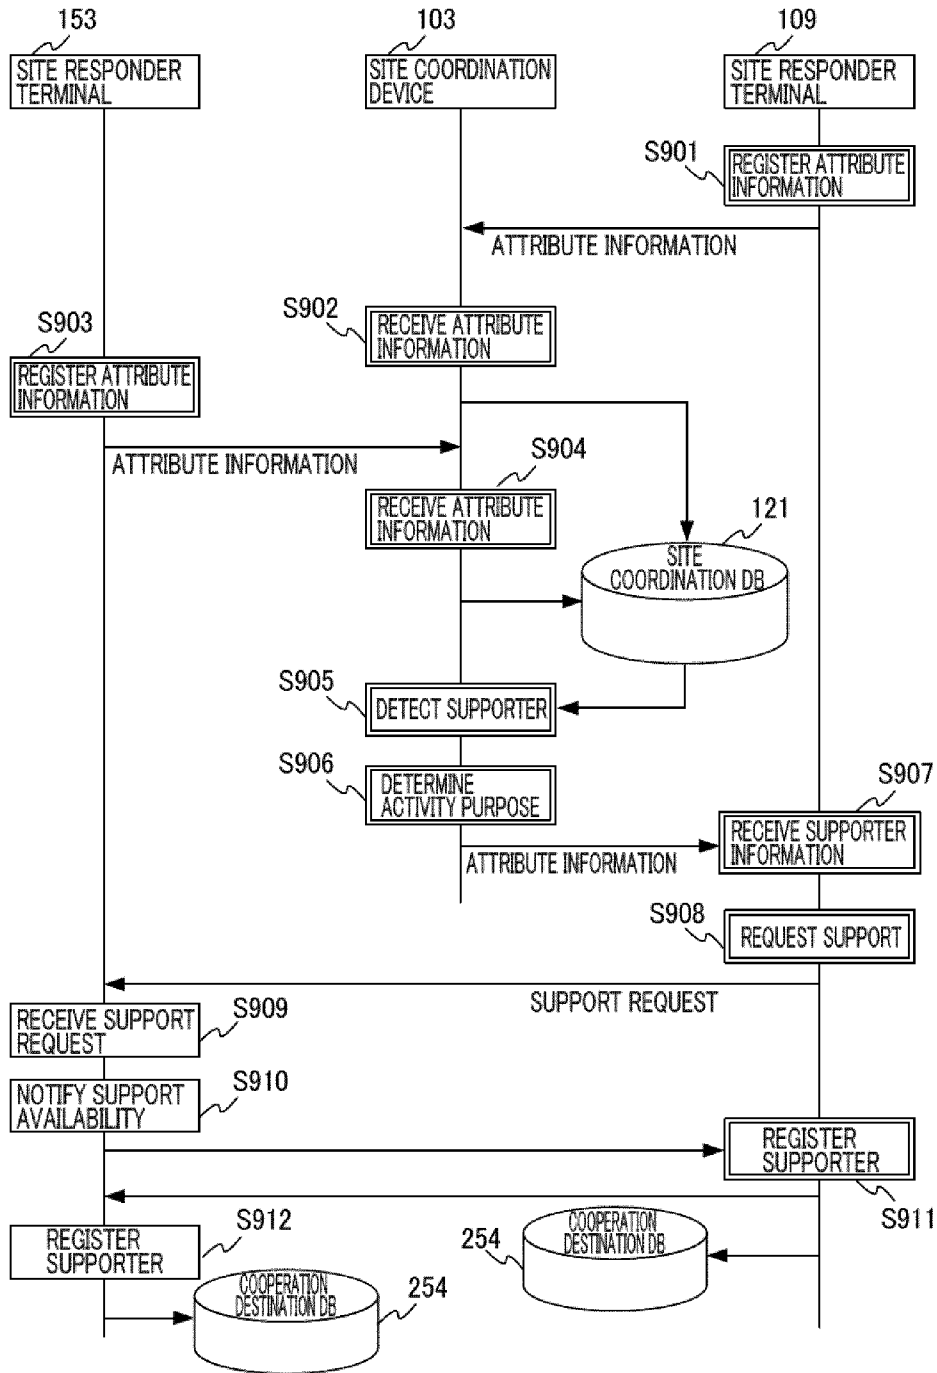 153
103
109
SITE RESPONDER
TERMINAL
SITE COORDINATION
DEVICE
SITE RESPONDER
TERMINAL
S901
REGISTER ATTRIBUTE
INFORMATION
ATTRIBUTE INFORMATION
S902
RECEIVE ATTRIBUTE
INFORMATION
S903
REGISTER ATTRIBUTE
INFORMATION
ATTRIBUTE INFORMATION
S904
RECEIVE ATTRIBUTE
INFORMATION
121
SITE
COORDINATION DB
S905
DETECT SUPPORTER
S906
DETERMINE
ACTIVITY PURPOSE
ATTRIBUTE INFORMATION
S907
RECEIVE SUPPORTER
INFORMATION
S908
REQUEST SUPPORT
SUPPORT REQUEST
RECEIVE SUPPORT
REQUEST
S909
NOTIFY SUPPORT
AVAILABILITY
S910
REGISTER
SUPPORTER
S911
REGISTER
SUPPORTER
S912
254
COOPERATION
DESTINATION DB
COOPERATION
DESTINATION DB
254